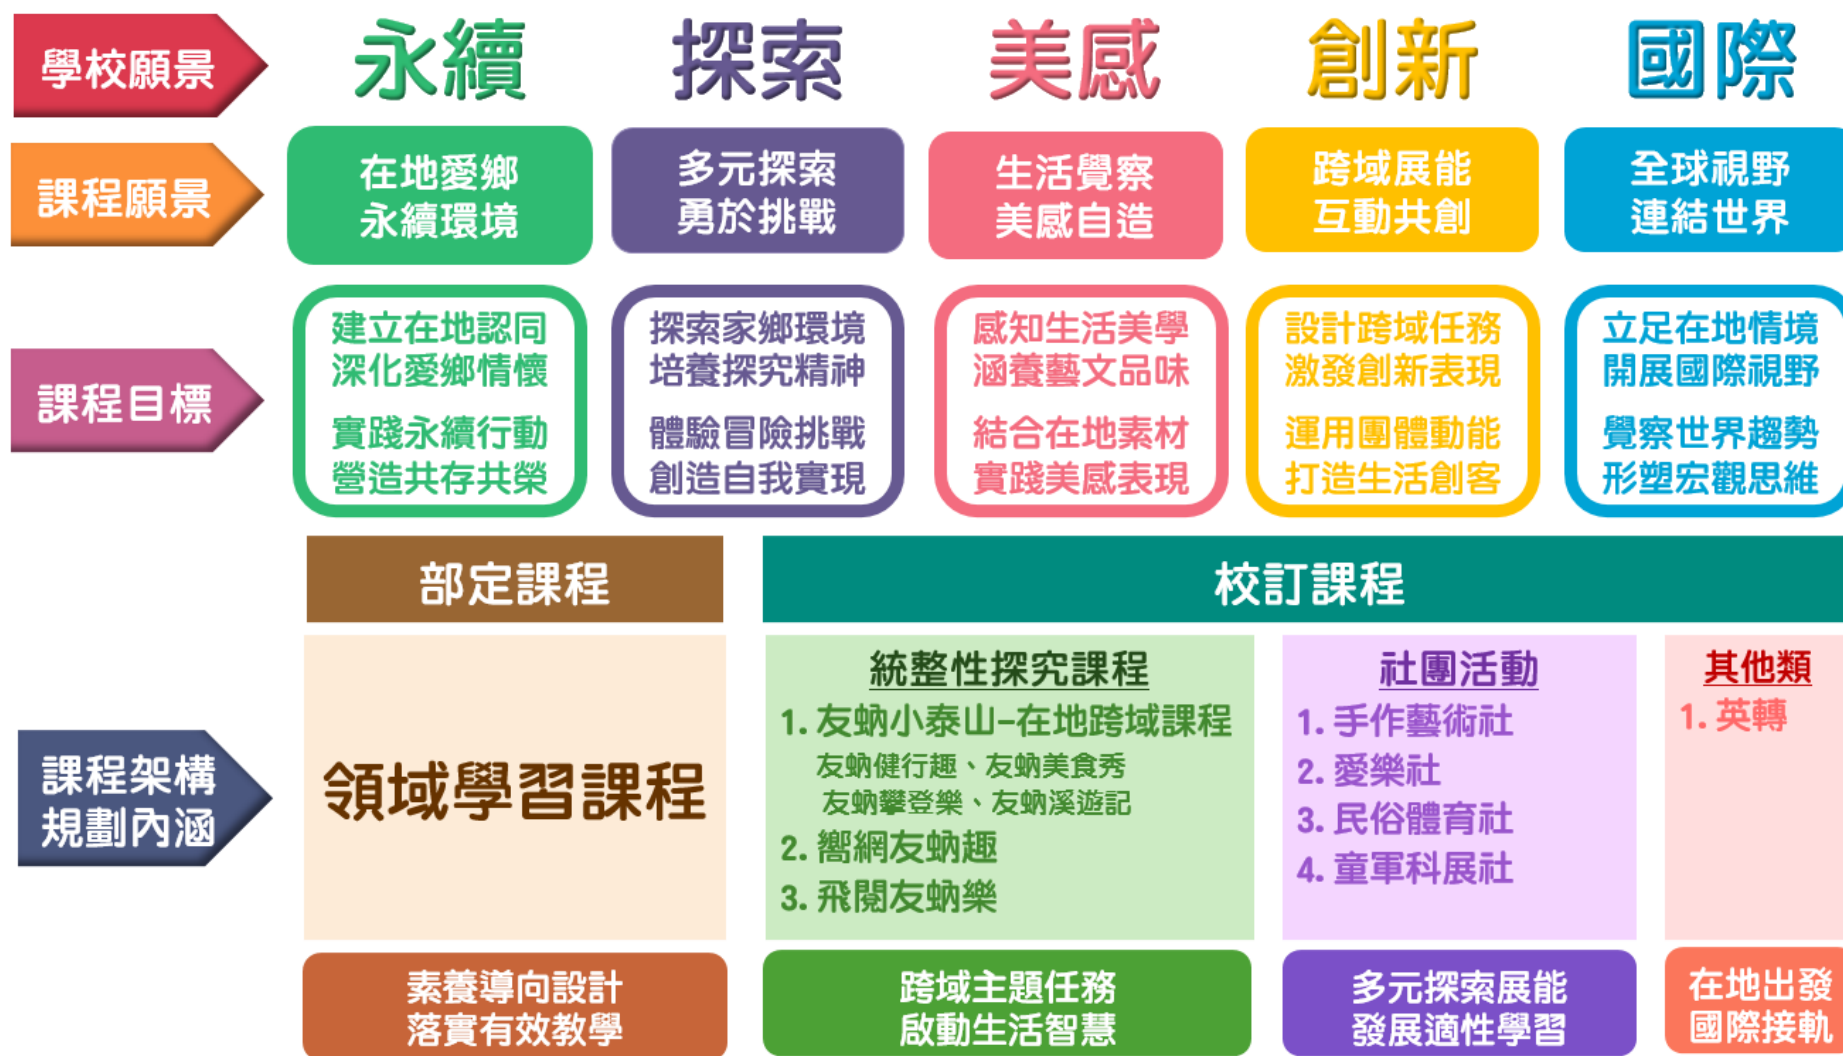 學校願景
永續
探索
美感
創新
國際
課程願景
在地愛鄉
永續環境
多元探索
勇於挑戰
生活覺察
美感自造
跨域展能
互動共創
全球視野
連結世界
課程目標
建立在地認同
深化愛鄉情懷
實踐永續行動
營造共存共榮
探索家鄉環境
培養探究精神
體驗冒險挑戰
創造自我實現
感知生活美學
涵養藝文品味
結合在地素材
實踐美感表現
設計跨域任務
激發創新表現
運用團體動能
打造生活創客
立足在地情境
開展國際視野
覺察世界趨勢
形塑宏觀思維
課程架構
規劃內涵
部定課程
校訂課程
領域學習課程
統整性探究課程
1. 友蚋小泰山-在地跨域課程
友蚋健行趣、友蚋美食秀
友蚋攀登樂、友蚋溪遊記
2. 嚮網友蚋趣
3. 飛閱友蚋樂
社團活動
1. 手作藝術社
2. 愛樂社
3. 民俗體育社
4. 童軍科展社
其他類
1. 英轉
素養導向設計
落實有效教學
跨域主題任務
啟動生活智慧
多元探索展能
發展適性學習
在地出發
國際接軌